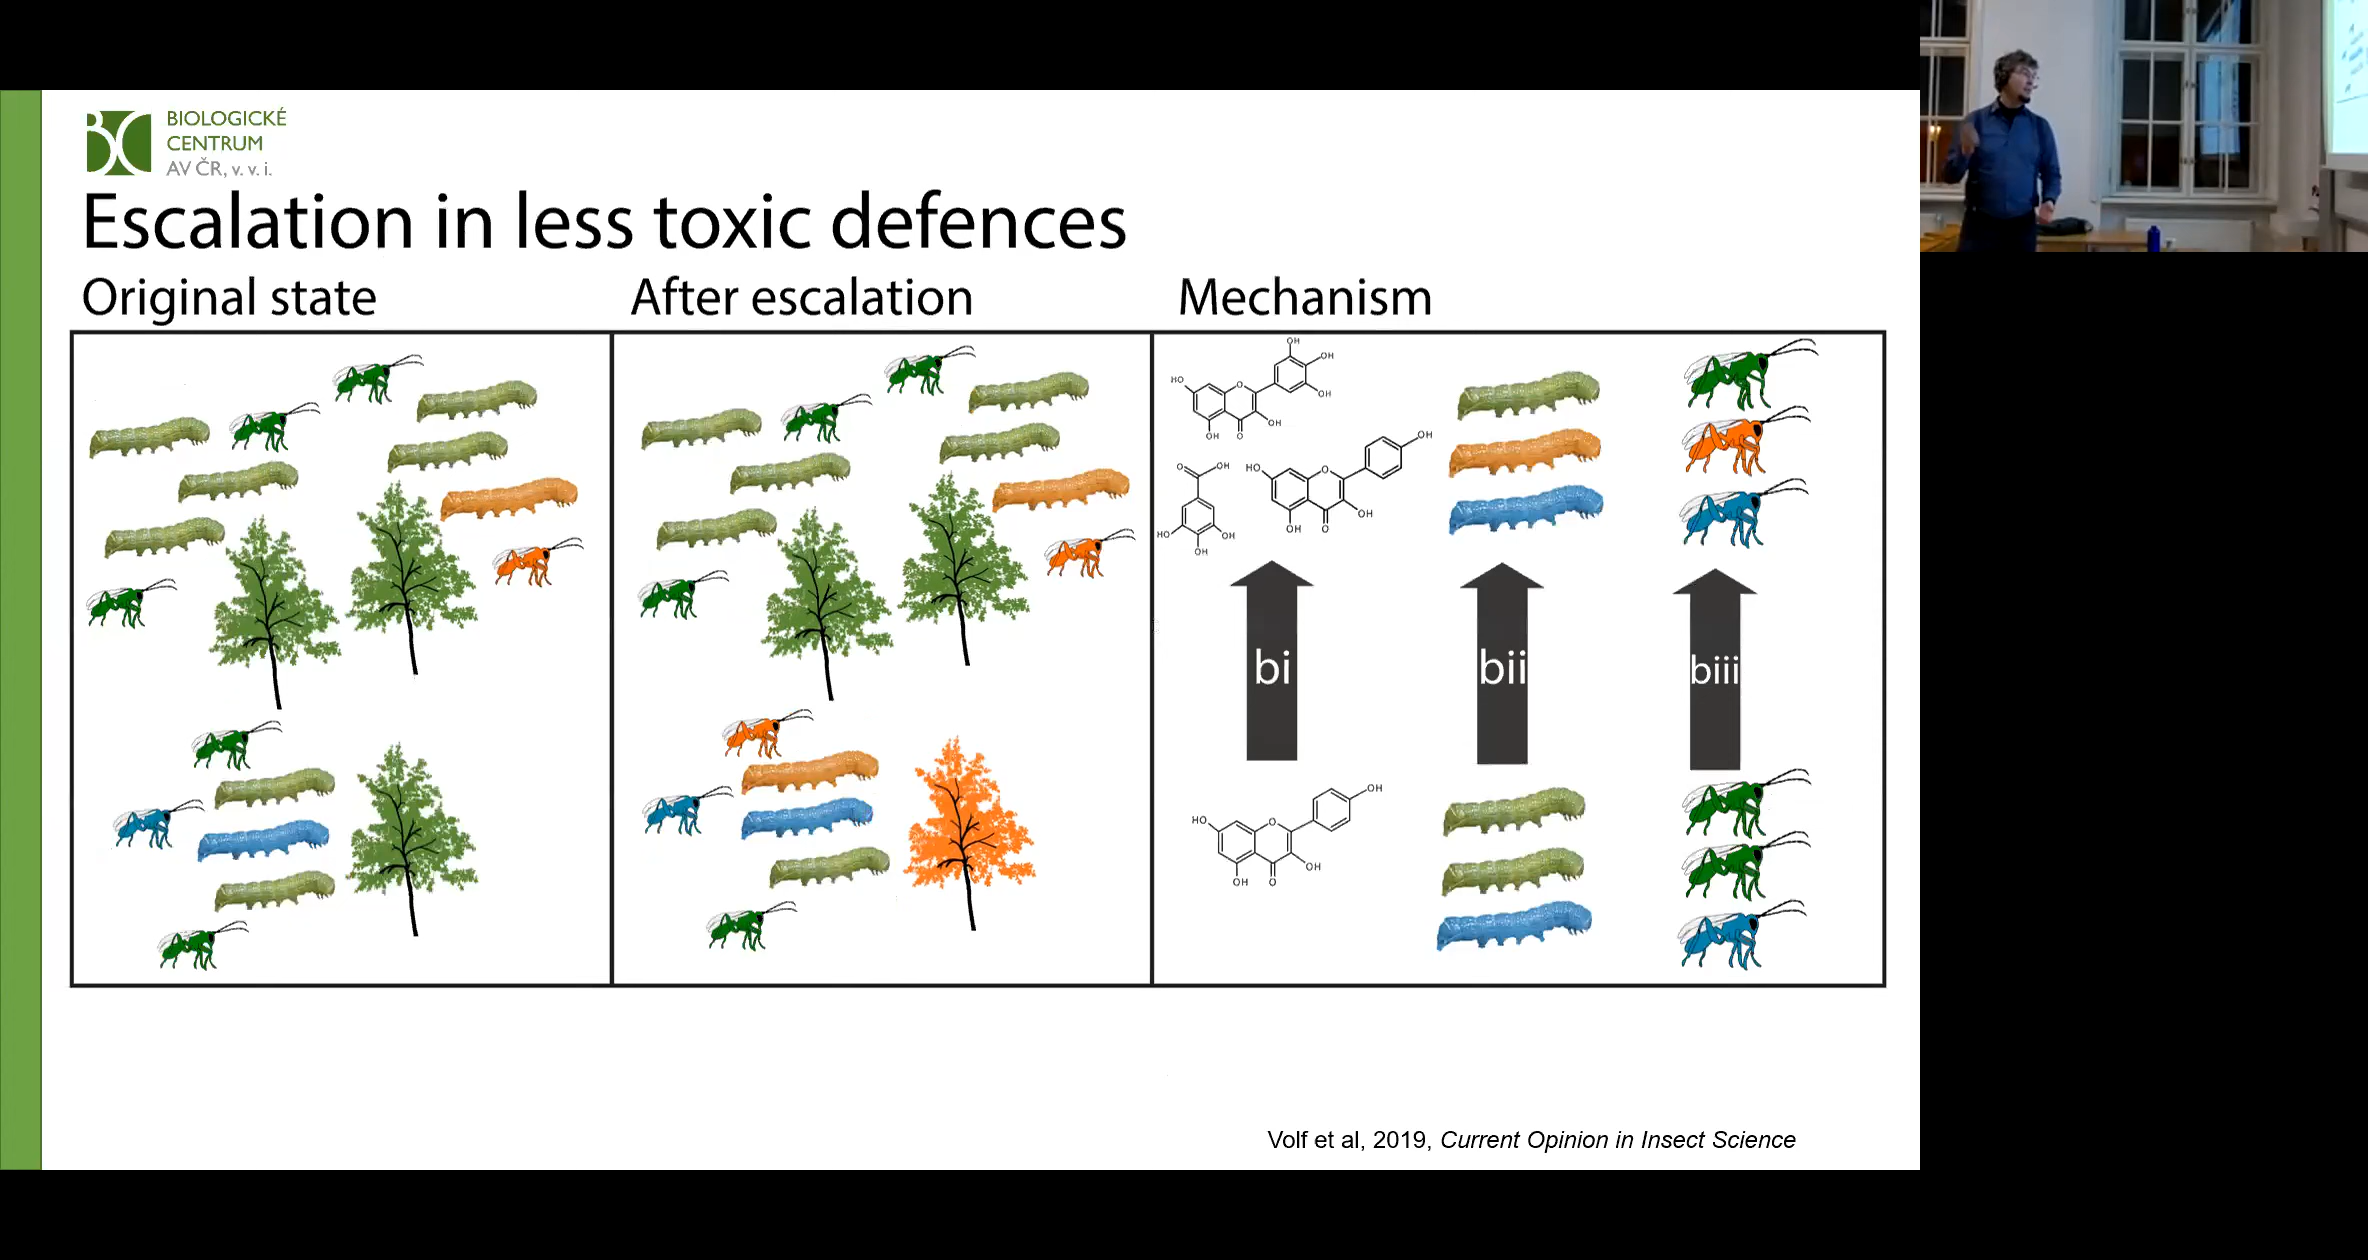 BIOLOGICKÉ
CENTRUM
AV ČR, v. v. i.
Escalation in less toxic defences
Original state
After escalation
Mechanism
OH
OH
HO
O
OH
OH
OH
O
OH
O
OH
HO
O
HO
OH
OH
OH
OH
O
bi
bii
biii
OH
HO
O
OH
OH
O
Volf et al, 2019, Current Opinion in Insect Science